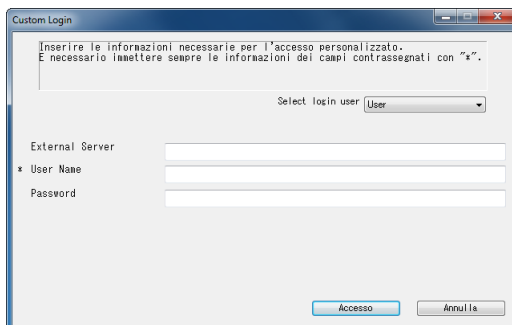 Custom Login
Inserire le informazioni necessarie per l'accesso personalizzato.
E necessario immettere sempre le informazioni dei campi contrassegnati con "*".
Select login user User
External Server
* User Name
Password
Accesso Annulla